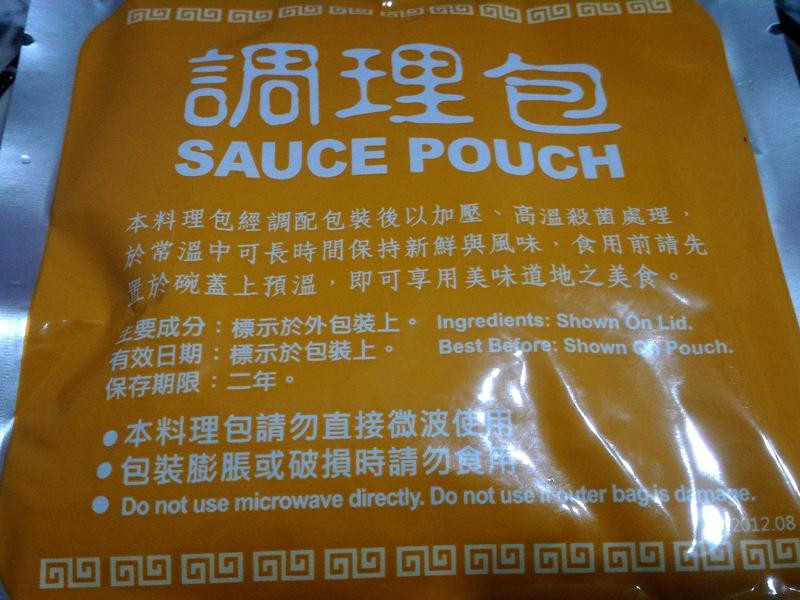 調理包
SAUCE POUCH
本料理包經調配包裝後以加壓、高溫殺菌處理，
於常溫中可長時間保持新鮮與風味，食用前請先
置於碗蓋上預溫，即可享用美味道地之美食。
主要成分：標示於外包裝上。 Ingredients: Shown On Lid.
有效日期：標示於包裝上。 Best Before: Shown On Pouch.
保存期限：二年。
●本料理包請勿直接微波使用
●包裝膨脹或破損時請勿食用
● Do not use microwave directly. Do not use if outer bag is damage.
2012.08